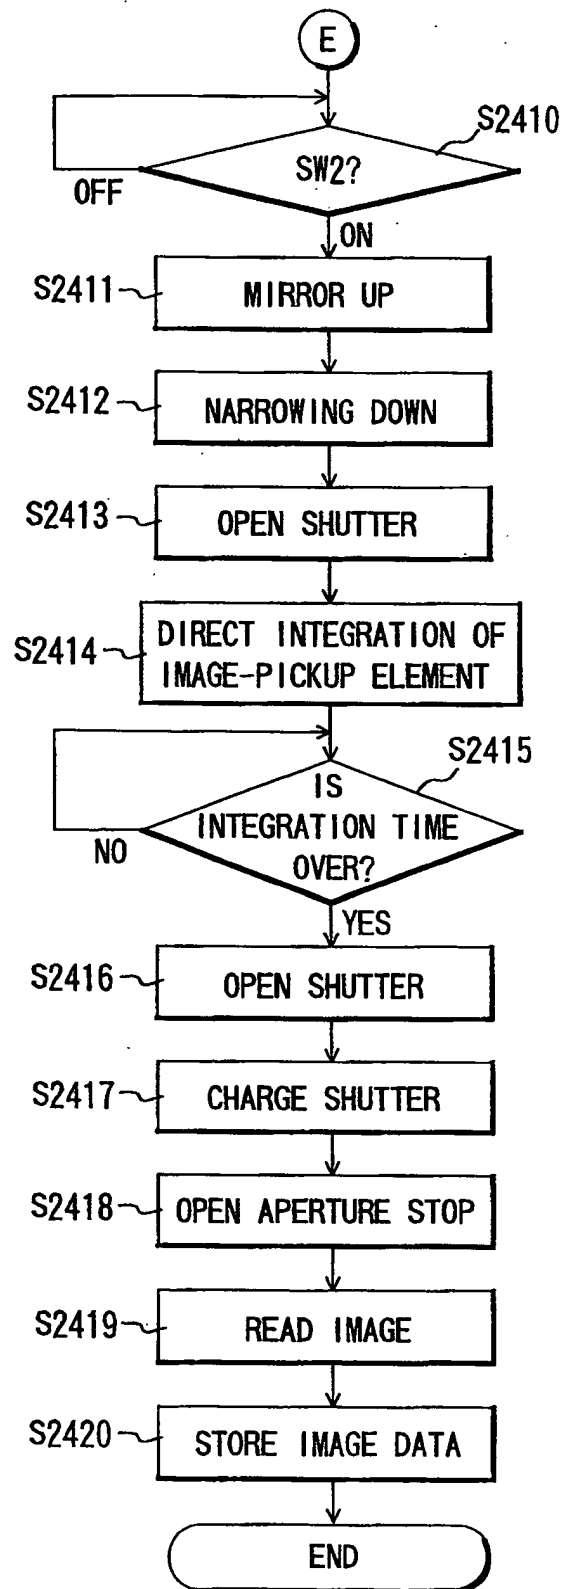 E
S2410
SW2?
OFF
ON
S2411
MIRROR UP
S2412
NARROWING DOWN
S2413
OPEN SHUTTER
S2414
DIRECT INTEGRATION OF
IMAGE-PICKUP ELEMENT
S2415
IS
INTEGRATION TIME
OVER?
NO
YES
S2416
OPEN SHUTTER
S2417
CHARGE SHUTTER
S2418
OPEN APERTURE STOP
S2419
READ IMAGE
S2420
STORE IMAGE DATA
END